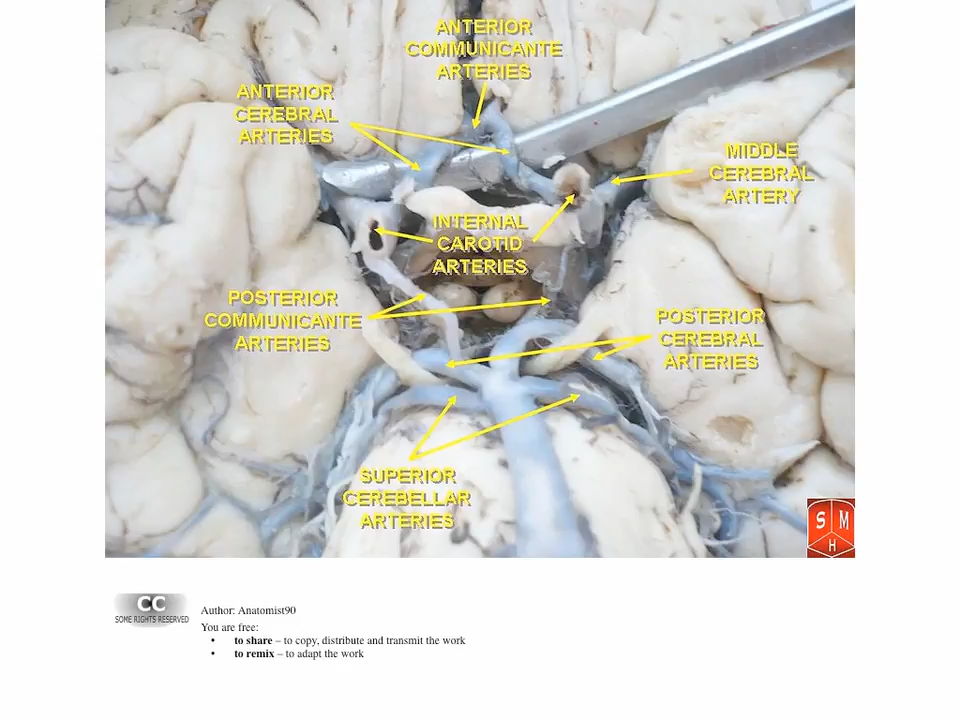 ANTERIOR
COMMUNICANTE
ARTERIES
ANTERIOR
CEREBRAL
ARTERIES
MIDDLE
CEREBRAL
ARTERY
INTERNAL
CAROTID
ARTERIES
POSTERIOR
COMMUNICANTE
ARTERIES
POSTERIOR
CEREBRAL
ARTERIES
SUPERIOR
CEREBELLAR
ARTERIES
S M
H
CC
SOME RIGHTS RESERVED
Author: Anatomist90
You are free:
• to share – to copy, distribute and transmit the work
• to remix – to adapt the work